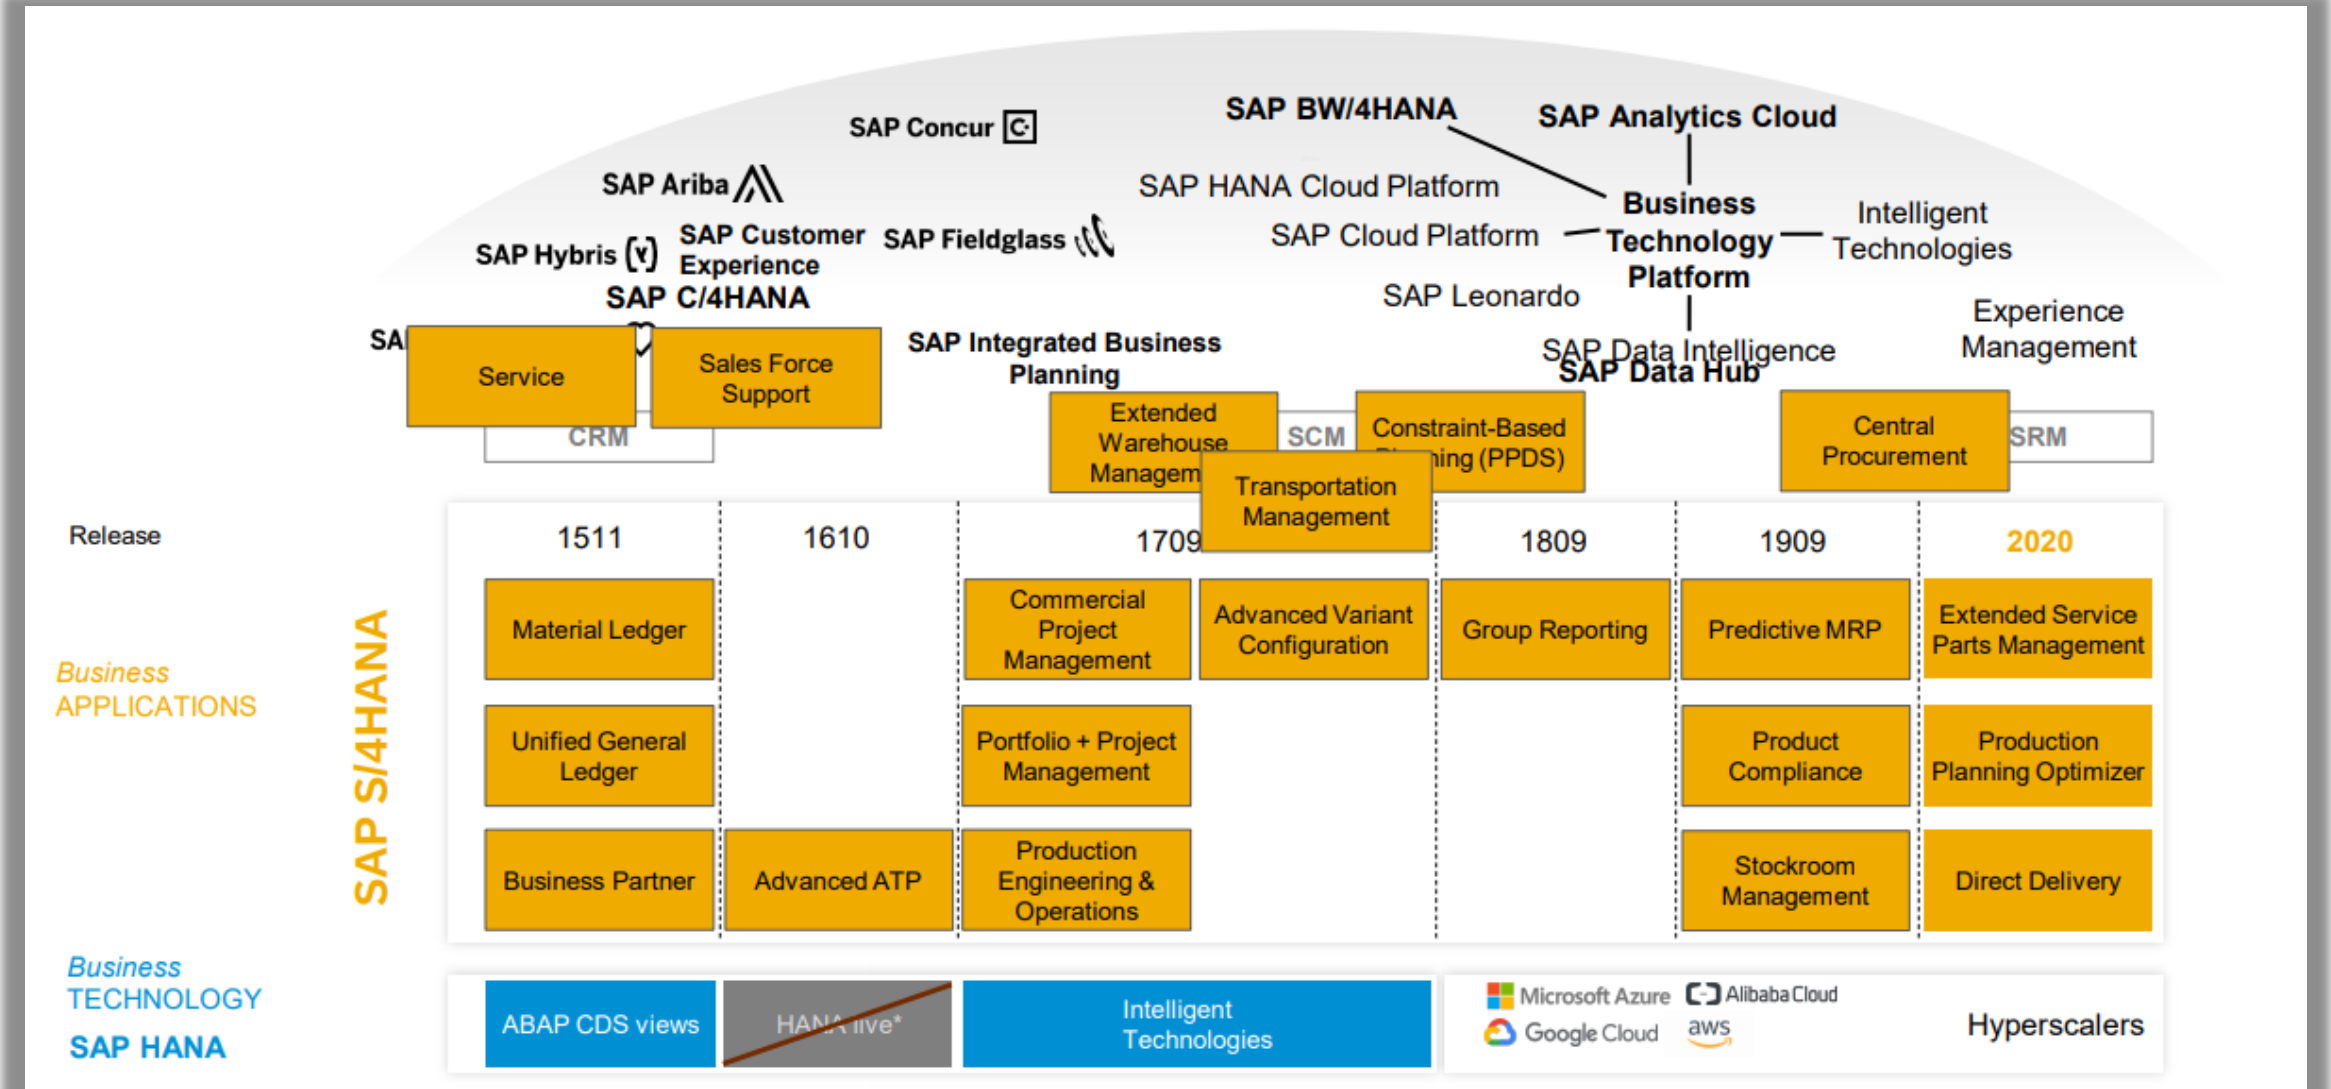 SAP Concur
SAP BW/4HANA
SAP Analytics Cloud
SAP Ariba
SAP HANA Cloud Platform
Business
Technology
Platform
Intelligent
Technologies
SAP Hybris
SAP Customer
Experience
SAP Fieldglass
SAP Cloud Platform
SAP C/4HANA
SAP Leonardo
Experience
Management
SAP Integrated Business
Planning
SAP Data Intelligence
SAP Data Hub
Service
Sales Force
Support
CRM
Extended
Warehouse
SCM
Constraint-Based
(PPDS)
Transportation
Management
Central
Procurement
SRM
Release
1511
1610
1709
1809
1909
2020
SAP S/4HANA
Business
APPLICATIONS
Material Ledger
Commercial
Project
Management
Advanced Variant
Configuration
Group Reporting
Predictive MRP
Extended Service
Parts Management
Unified General
Ledger
Portfolio + Project
Management
Product
Compliance
Production
Planning Optimizer
Business Partner
Advanced ATP
Production
Engineering &
Operations
Stockroom
Management
Direct Delivery
Business
TECHNOLOGY
SAP HANA
ABAP CDS views
HANA live*
Intelligent
Technologies
Microsoft Azure
Alibaba Cloud
Google Cloud
aws
Hyperscalers